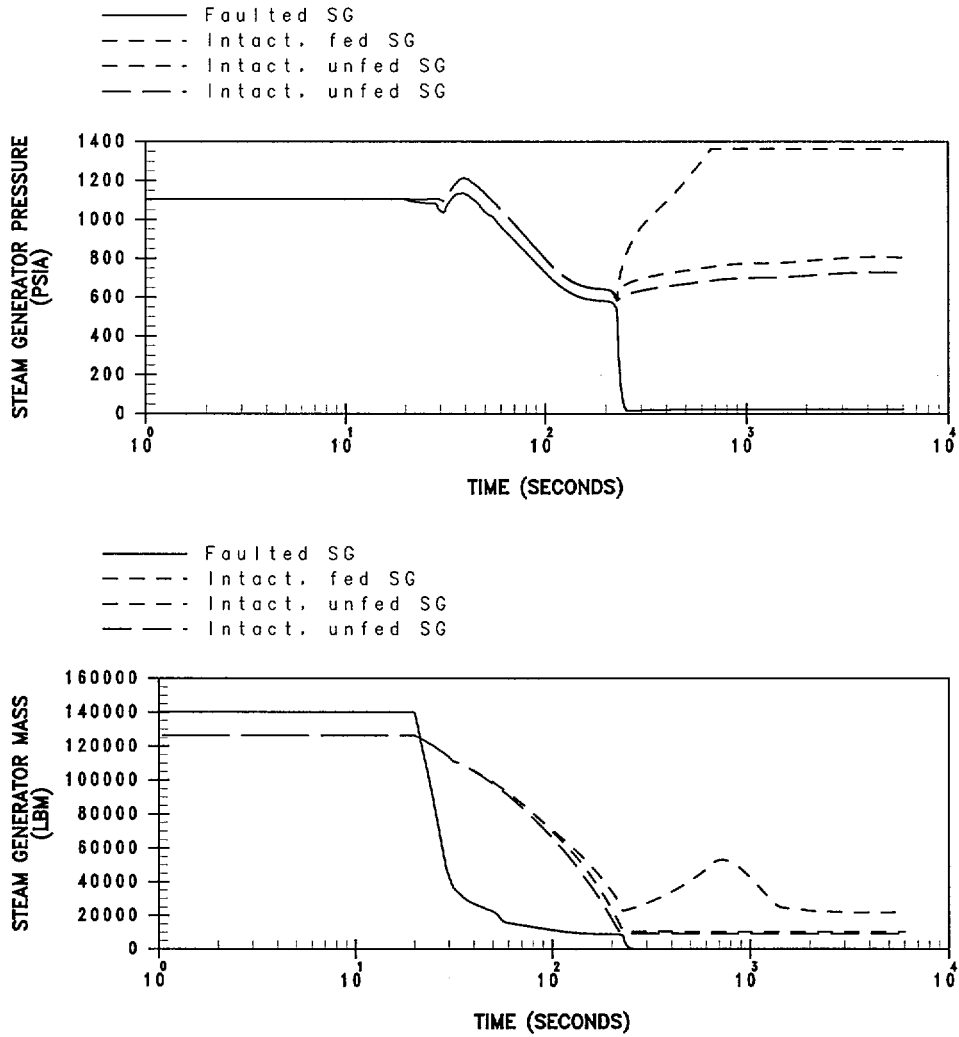 Faulted SG
Intact, fed SG
Intact, unfed SG
Intact, unfed SG
STEAM GENERATOR PRESSURE
(PSIA)
1400
1200
1000
800
600
400
200
0
10^0
10^1
10^2
10^3
10^4
TIME (SECONDS)
Faulted SG
Intact, fed SG
Intact, unfed SG
Intact, unfed SG
STEAM GENERATOR MASS
(LBM)
160000
140000
120000
100000
80000
60000
40000
20000
0
10^0
10^1
10^2
10^3
10^4
TIME (SECONDS)